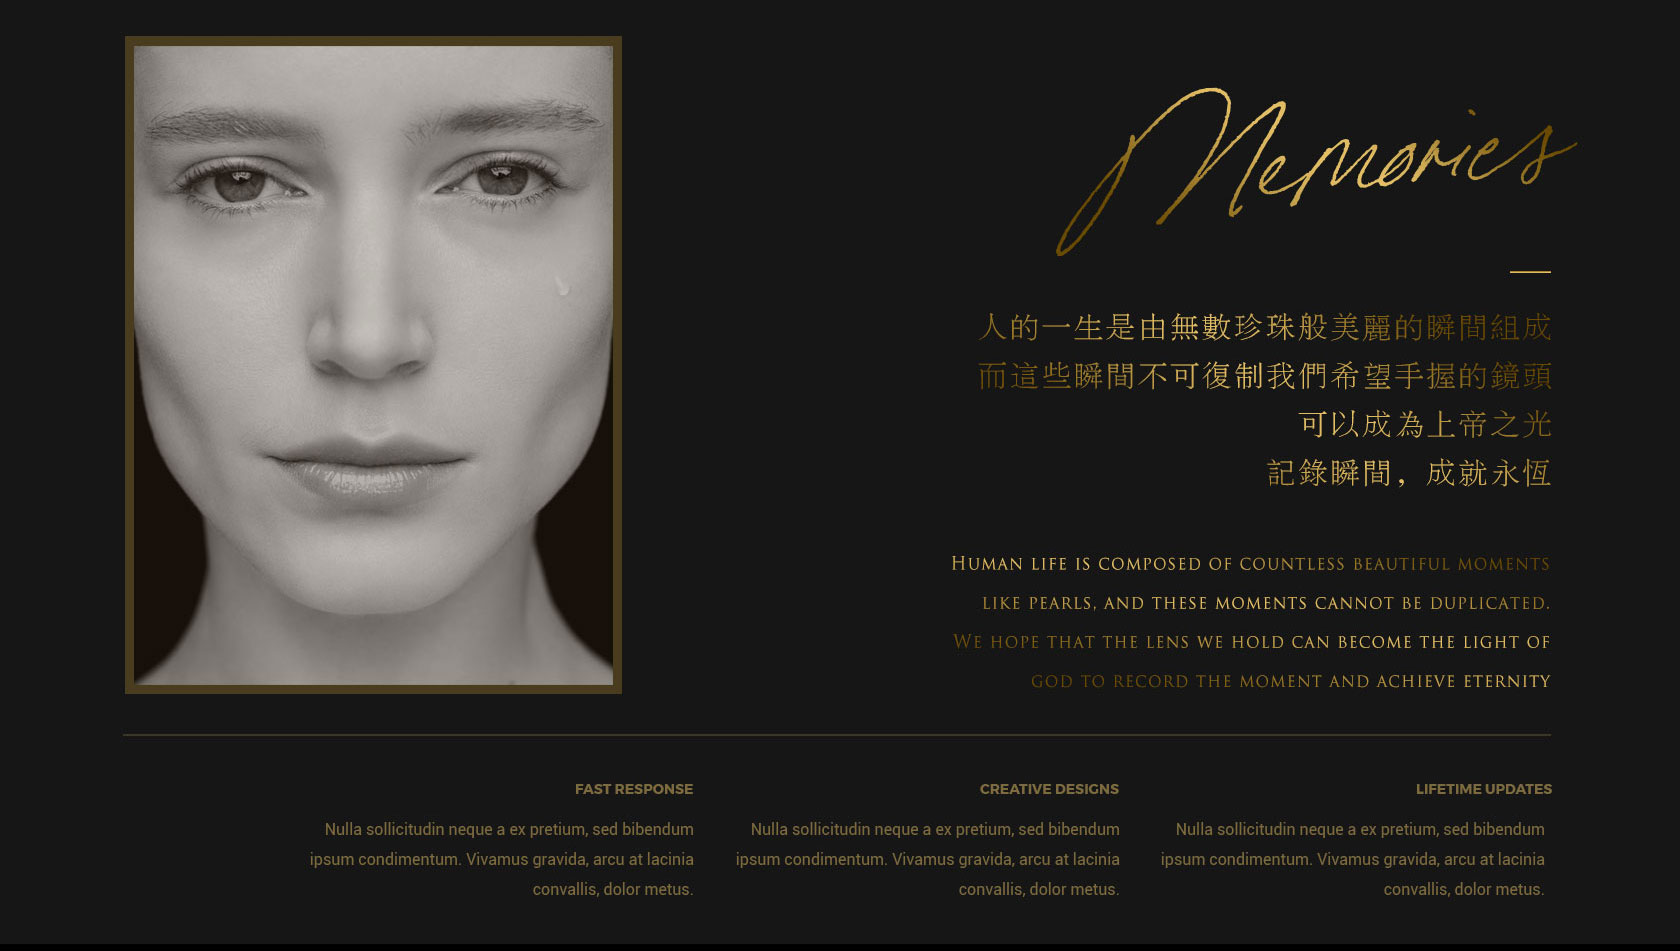 Memories
人的一生是由無數珍珠般美麗的瞬間組成
而這些瞬間不可復制我們希望手握的鏡頭
可以成為上帝之光
記錄瞬間，成就永恆
Human life is composed of countless beautiful moments
like pearls, and these moments cannot be duplicated.
We hope that the lens we hold can become the light of
god to record the moment and achieve eternity
FAST RESPONSE
Nulla sollicitudin neque a ex pretium, sed bibendum
ipsum condimentum. Vivamus gravida, arcu at lacinia
convallis, dolor metus.
CREATIVE DESIGNS
Nulla sollicitudin neque a ex pretium, sed bibendum
ipsum condimentum. Vivamus gravida, arcu at lacinia
convallis, dolor metus.
LIFETIME UPDATES
Nulla sollicitudin neque a ex pretium, sed bibendum
ipsum condimentum. Vivamus gravida, arcu at lacinia
convallis, dolor metus.